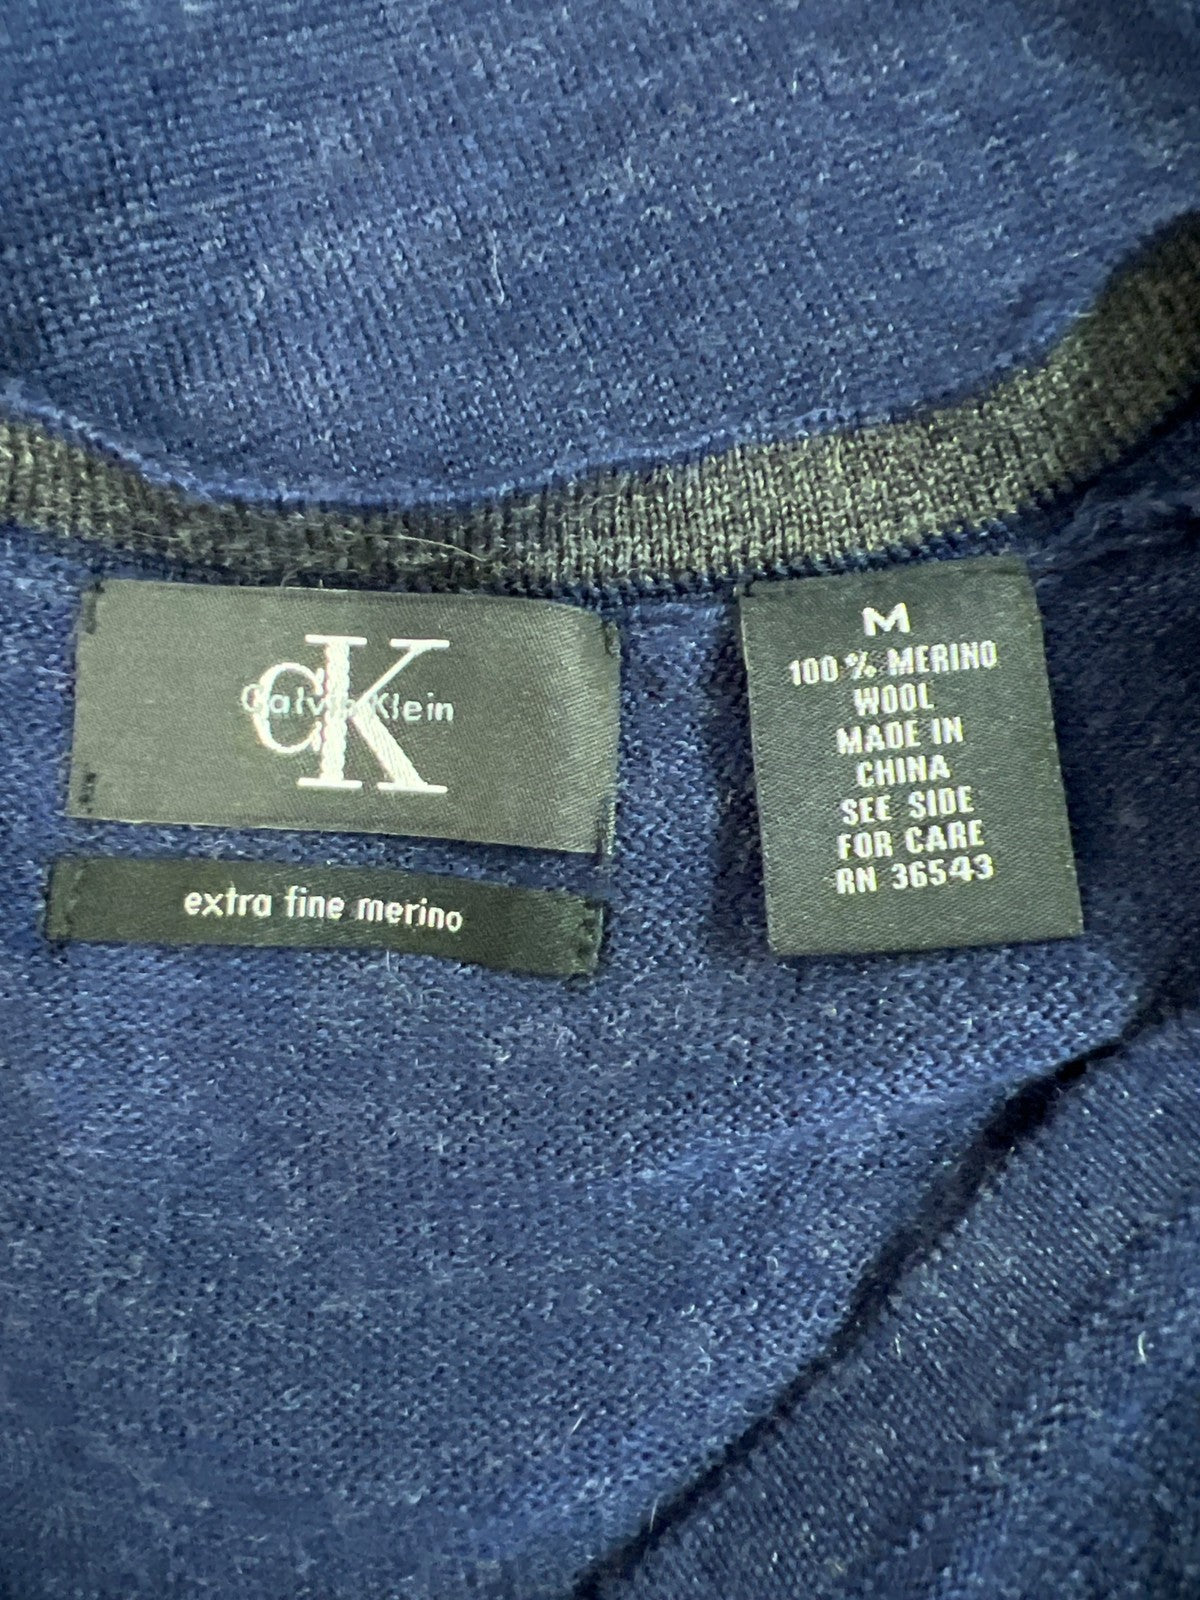 cK
Calvin Klein
extra fine merino
M
100 % MERINO
WOOL
MADE IN
CHINA
SEE SIDE
FOR CARE
RN 36543